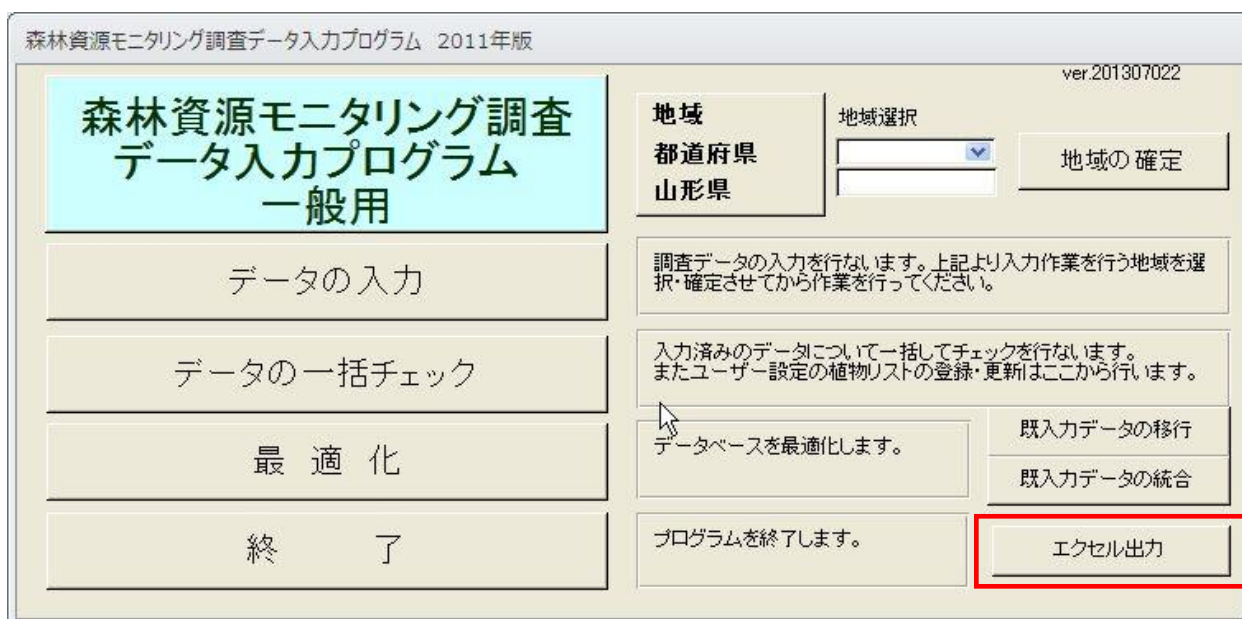 森林資源モニタリング調査データ入力プログラム 2011年版
ver.201307022
森林資源モニタリング調査
データ入力プログラム
一般用
地域
都道府県
山形県
地域選択
地域の確定
データの入力
調査データの入力を行ないます。上記より入力作業を行う地域を選
択・確定させてから作業を行ってください。
データの一括チェック
入力済みのデータについて一括してチェックを行ないます。
またユーザー設定の植物リストの登録・更新はここから行います。
最 適 化
データベースを最適化します。
既入力データの移行
既入力データの統合
終 了
プログラムを終了します。
エクセル出力